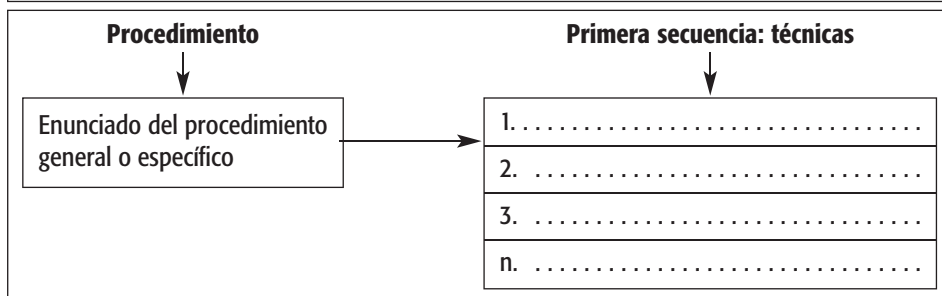 Procedimiento
Primera secuencia: técnicas
Enunciado del procedimiento
general o específico
1. . . . . . . . . . . . . . . . . . . . . . . . . . . . . . . . .
2. . . . . . . . . . . . . . . . . . . . . . . . . . . . . . . .
3. . . . . . . . . . . . . . . . . . . . . . . . . . . . . . . .
n. . . . . . . . . . . . . . . . . . . . . . . . . . . . . . . .